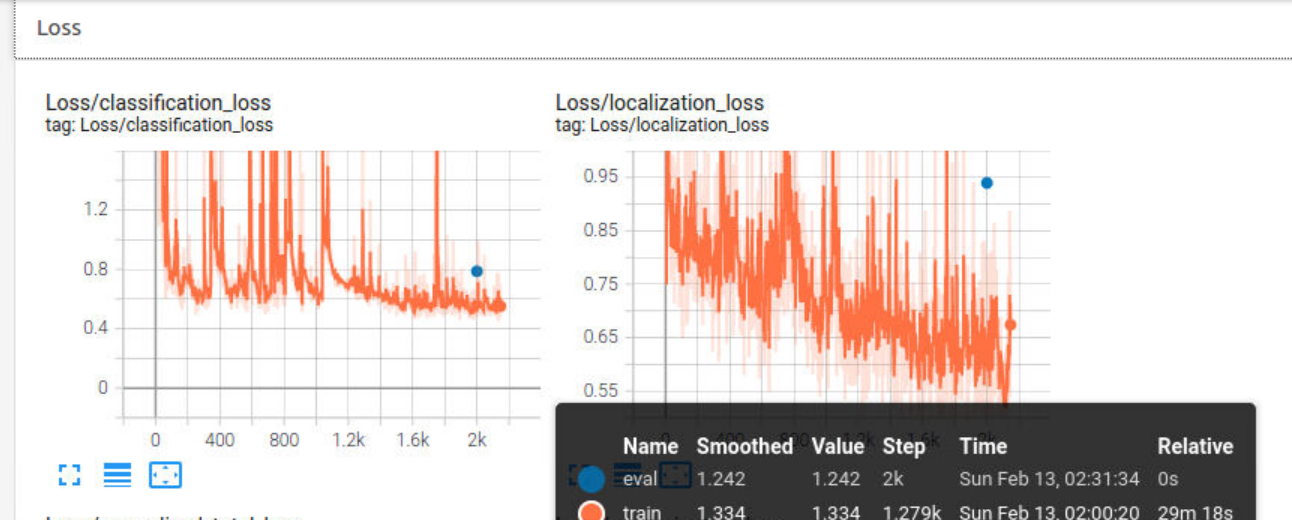 Loss
Loss/classification_loss
tag: Loss/classification_loss
1.2
0.8
0.4
0
0 400 800 1.2k 1.6k 2k
Loss/localization_loss
tag: Loss/localization_loss
0.95
0.85
0.75
0.65
0.55
Name Smoothed Value Step Time Relative
eval 1.242 1.242 2k Sun Feb 13, 02:31:34 0s
train 1.334 1.334 1.279k Sun Feb 13, 02:00:20 29m 18s